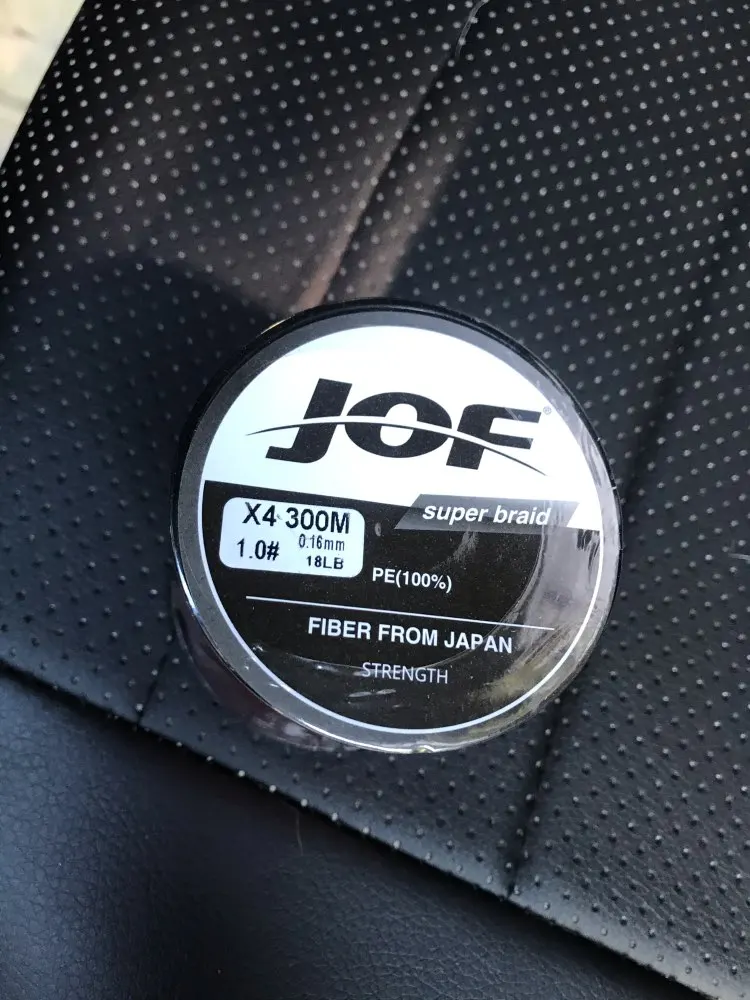 JOF®
super braid
X4 300M
0.16mm
1.0#
18LB
PE(100%)
FIBER FROM JAPAN
STRENGTH